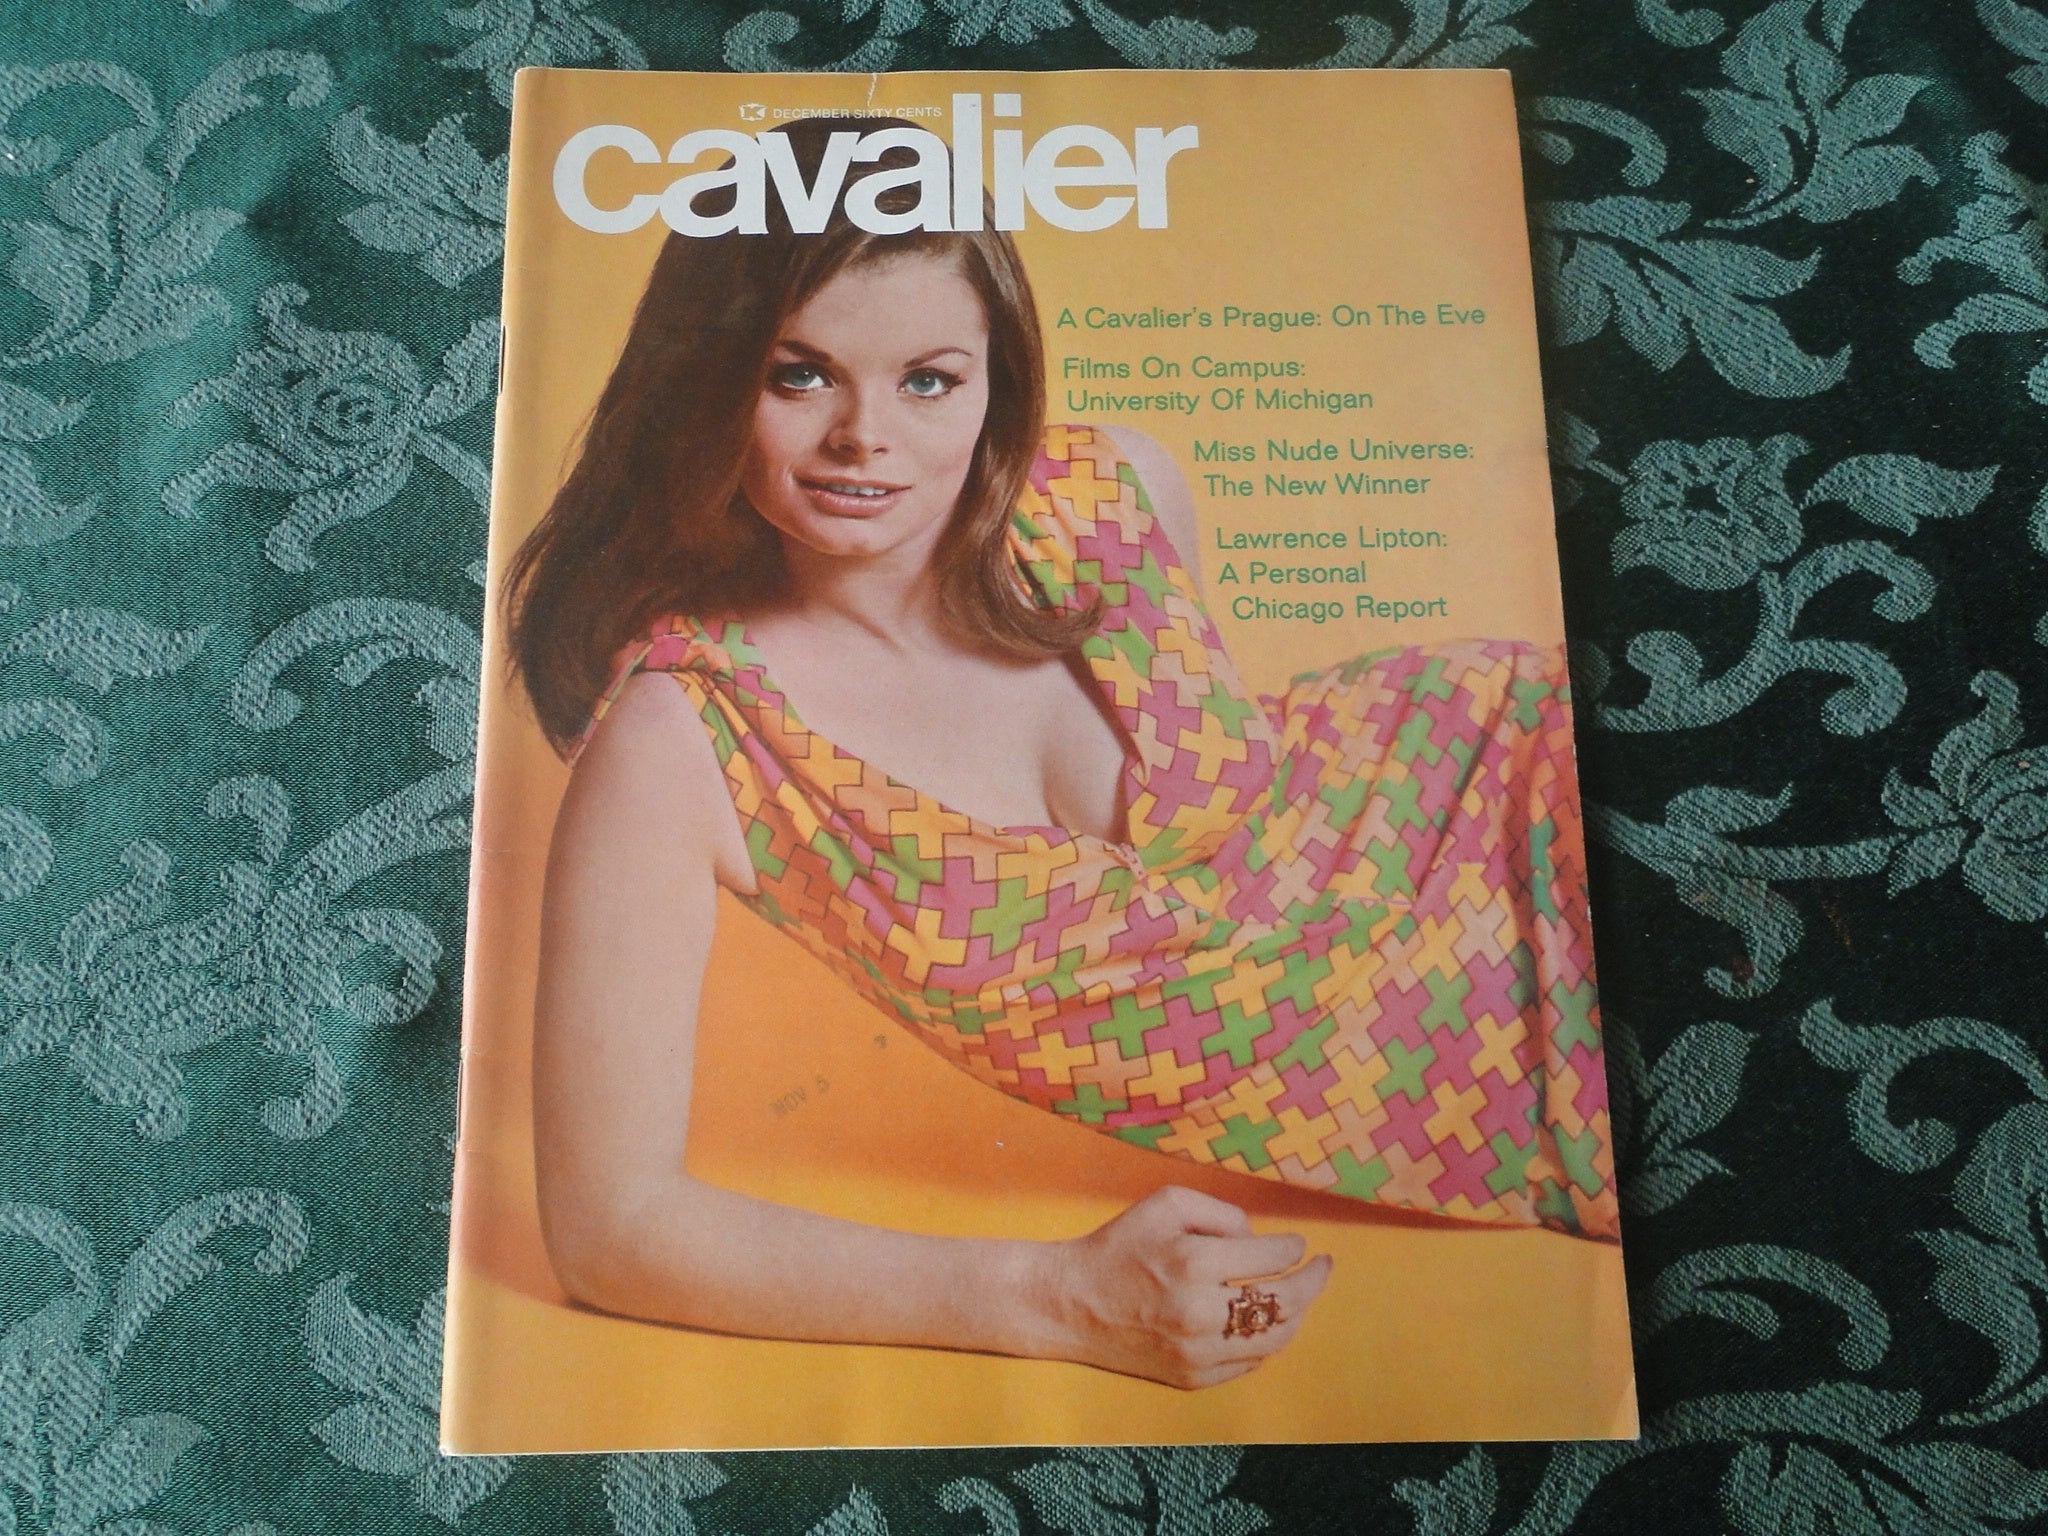 DECEMBER SIXTY CENTS
cavalier
A Cavalier's Prague: On The Eve
Films On Campus:
University Of Michigan
Miss Nude Universe:
The New Winner
Lawrence Lipton:
A Personal
Chicago Report
NOV 5